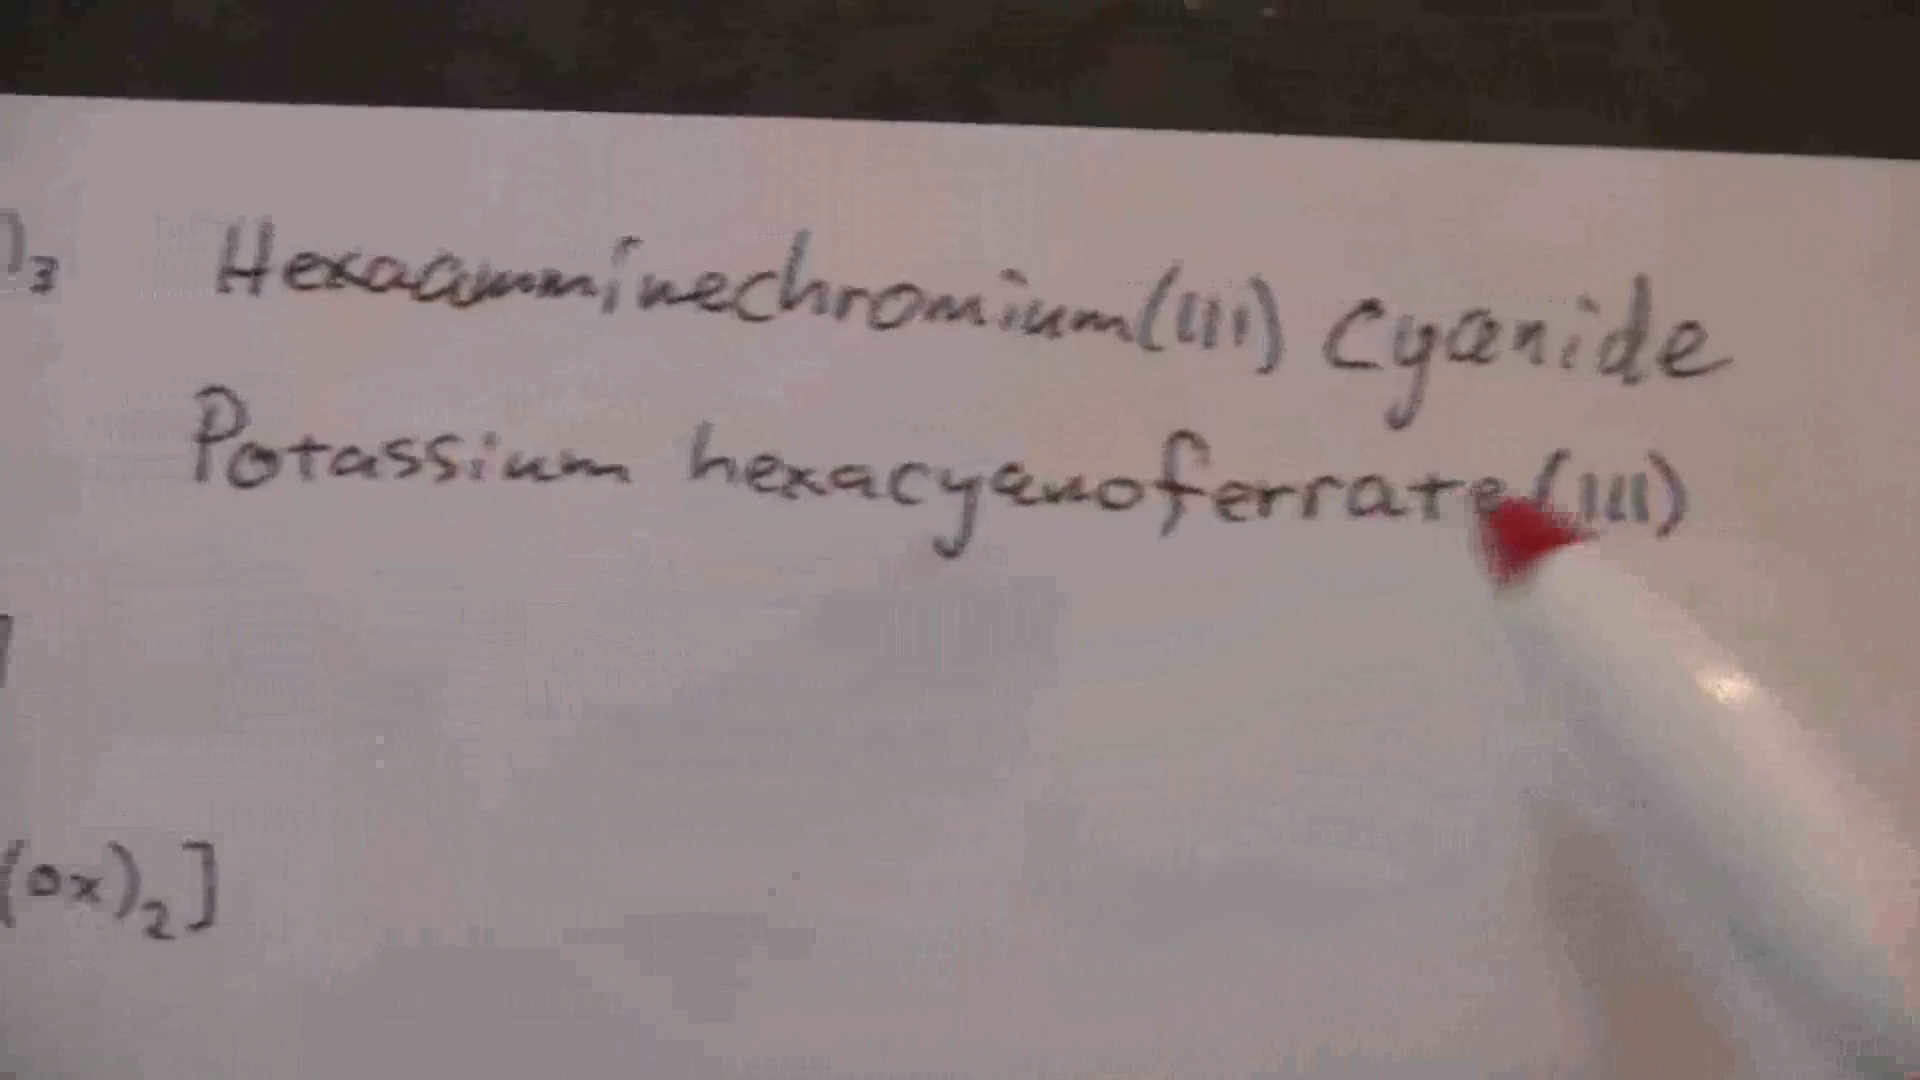 )₃ Hexaamminechromium(III) Cyanide
Potassium hexacyanoferrate(III)
]
(ox)₂]